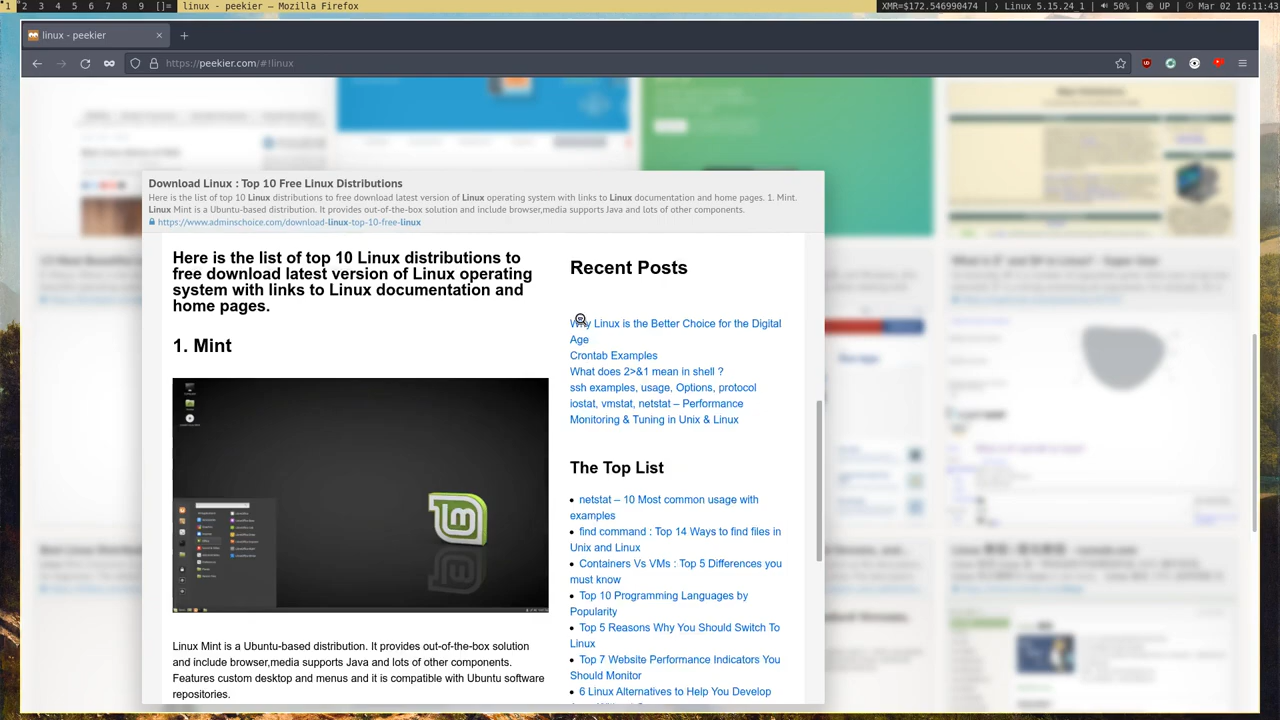 1 2 3 4 5 6 7 8 9 []= linux - peekier — Mozilla Firefox
XMR=$172.546990474 ❭ Linux 5.15.24_1 | 50% | UP | Mar 02 16:11:43
linux - peekier
https://peekier.com/#!linux
Download Linux : Top 10 Free Linux Distributions
Here is the list of top 10 Linux distributions to free download latest version of Linux operating system with links to Linux documentation and home pages. 1. Mint.
Linux Mint is a Ubuntu-based distribution. It provides out-of-the-box solution and include browser,media supports Java and lots of other components.
https://www.adminschoice.com/download-linux-top-10-free-linux
Here is the list of top 10 Linux distributions to
free download latest version of Linux operating
system with links to Linux documentation and
home pages.
1. Mint
Linux Mint is a Ubuntu-based distribution. It provides out-of-the-box solution
and include browser,media supports Java and lots of other components.
Features custom desktop and menus and it is compatible with Ubuntu software
repositories.
Recent Posts
Why Linux is the Better Choice for the Digital
Age
Crontab Examples
What does 2>&1 mean in shell ?
ssh examples, usage, Options, protocol
iostat, vmstat, netstat – Performance
Monitoring & Tuning in Unix & Linux
The Top List
• netstat – 10 Most common usage with
examples
• find command : Top 14 Ways to find files in
Unix and Linux
• Containers Vs VMs : Top 5 Differences you
must know
• Top 10 Programming Languages by
Popularity
• Top 5 Reasons Why You Should Switch To
Linux
• Top 7 Website Performance Indicators You
Should Monitor
• 6 Linux Alternatives to Help You Develop